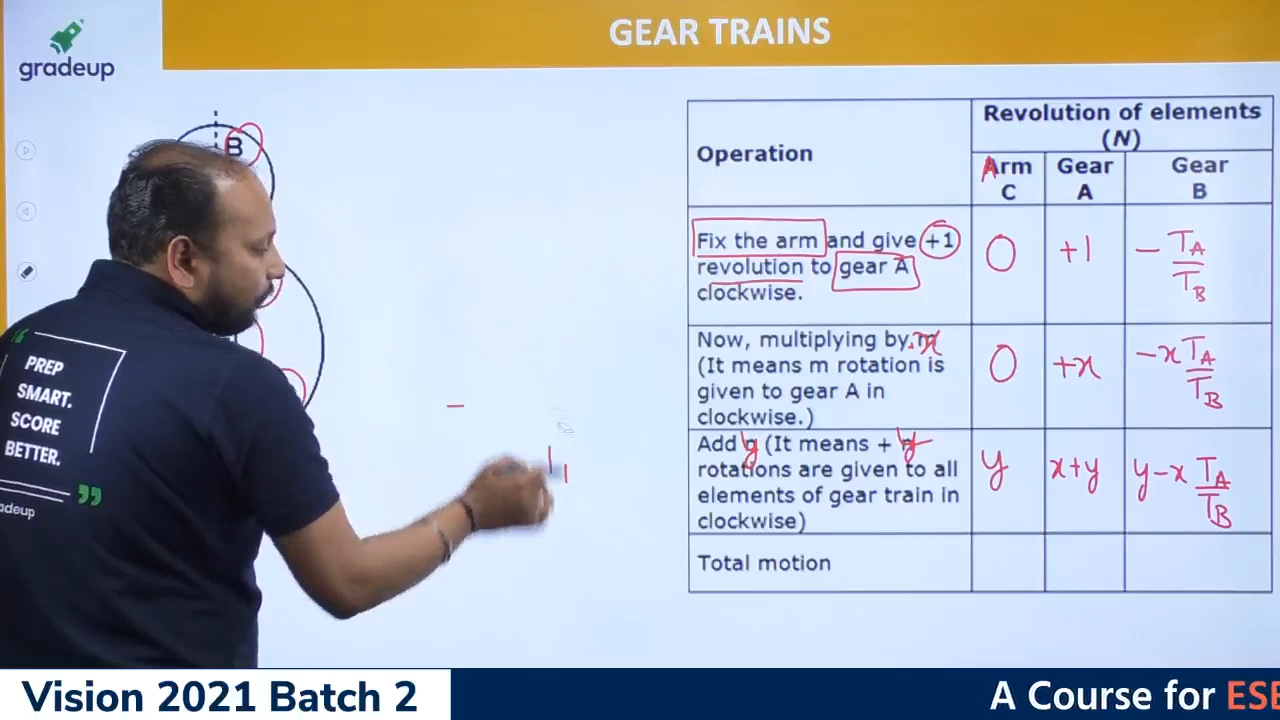 GEAR TRAINS
gradeup
B
PREP
SMART.
SCORE
BETTER.
adeup
Operation
Revolution of elements
(N)
Arm
C
Gear
A
Gear
B
Fix the arm and give +1
revolution to gear A
clockwise.
0
+1
- TA
TB
Now, multiplying by x
(It means m rotation is
given to gear A in
clockwise.)
0
+x
-x TA
TB
Add y (It means + y
rotations are given to all
elements of gear train in
clockwise)
y
x+y
y-x TA
TB
Total motion
Vision 2021 Batch 2
A Course for ESE